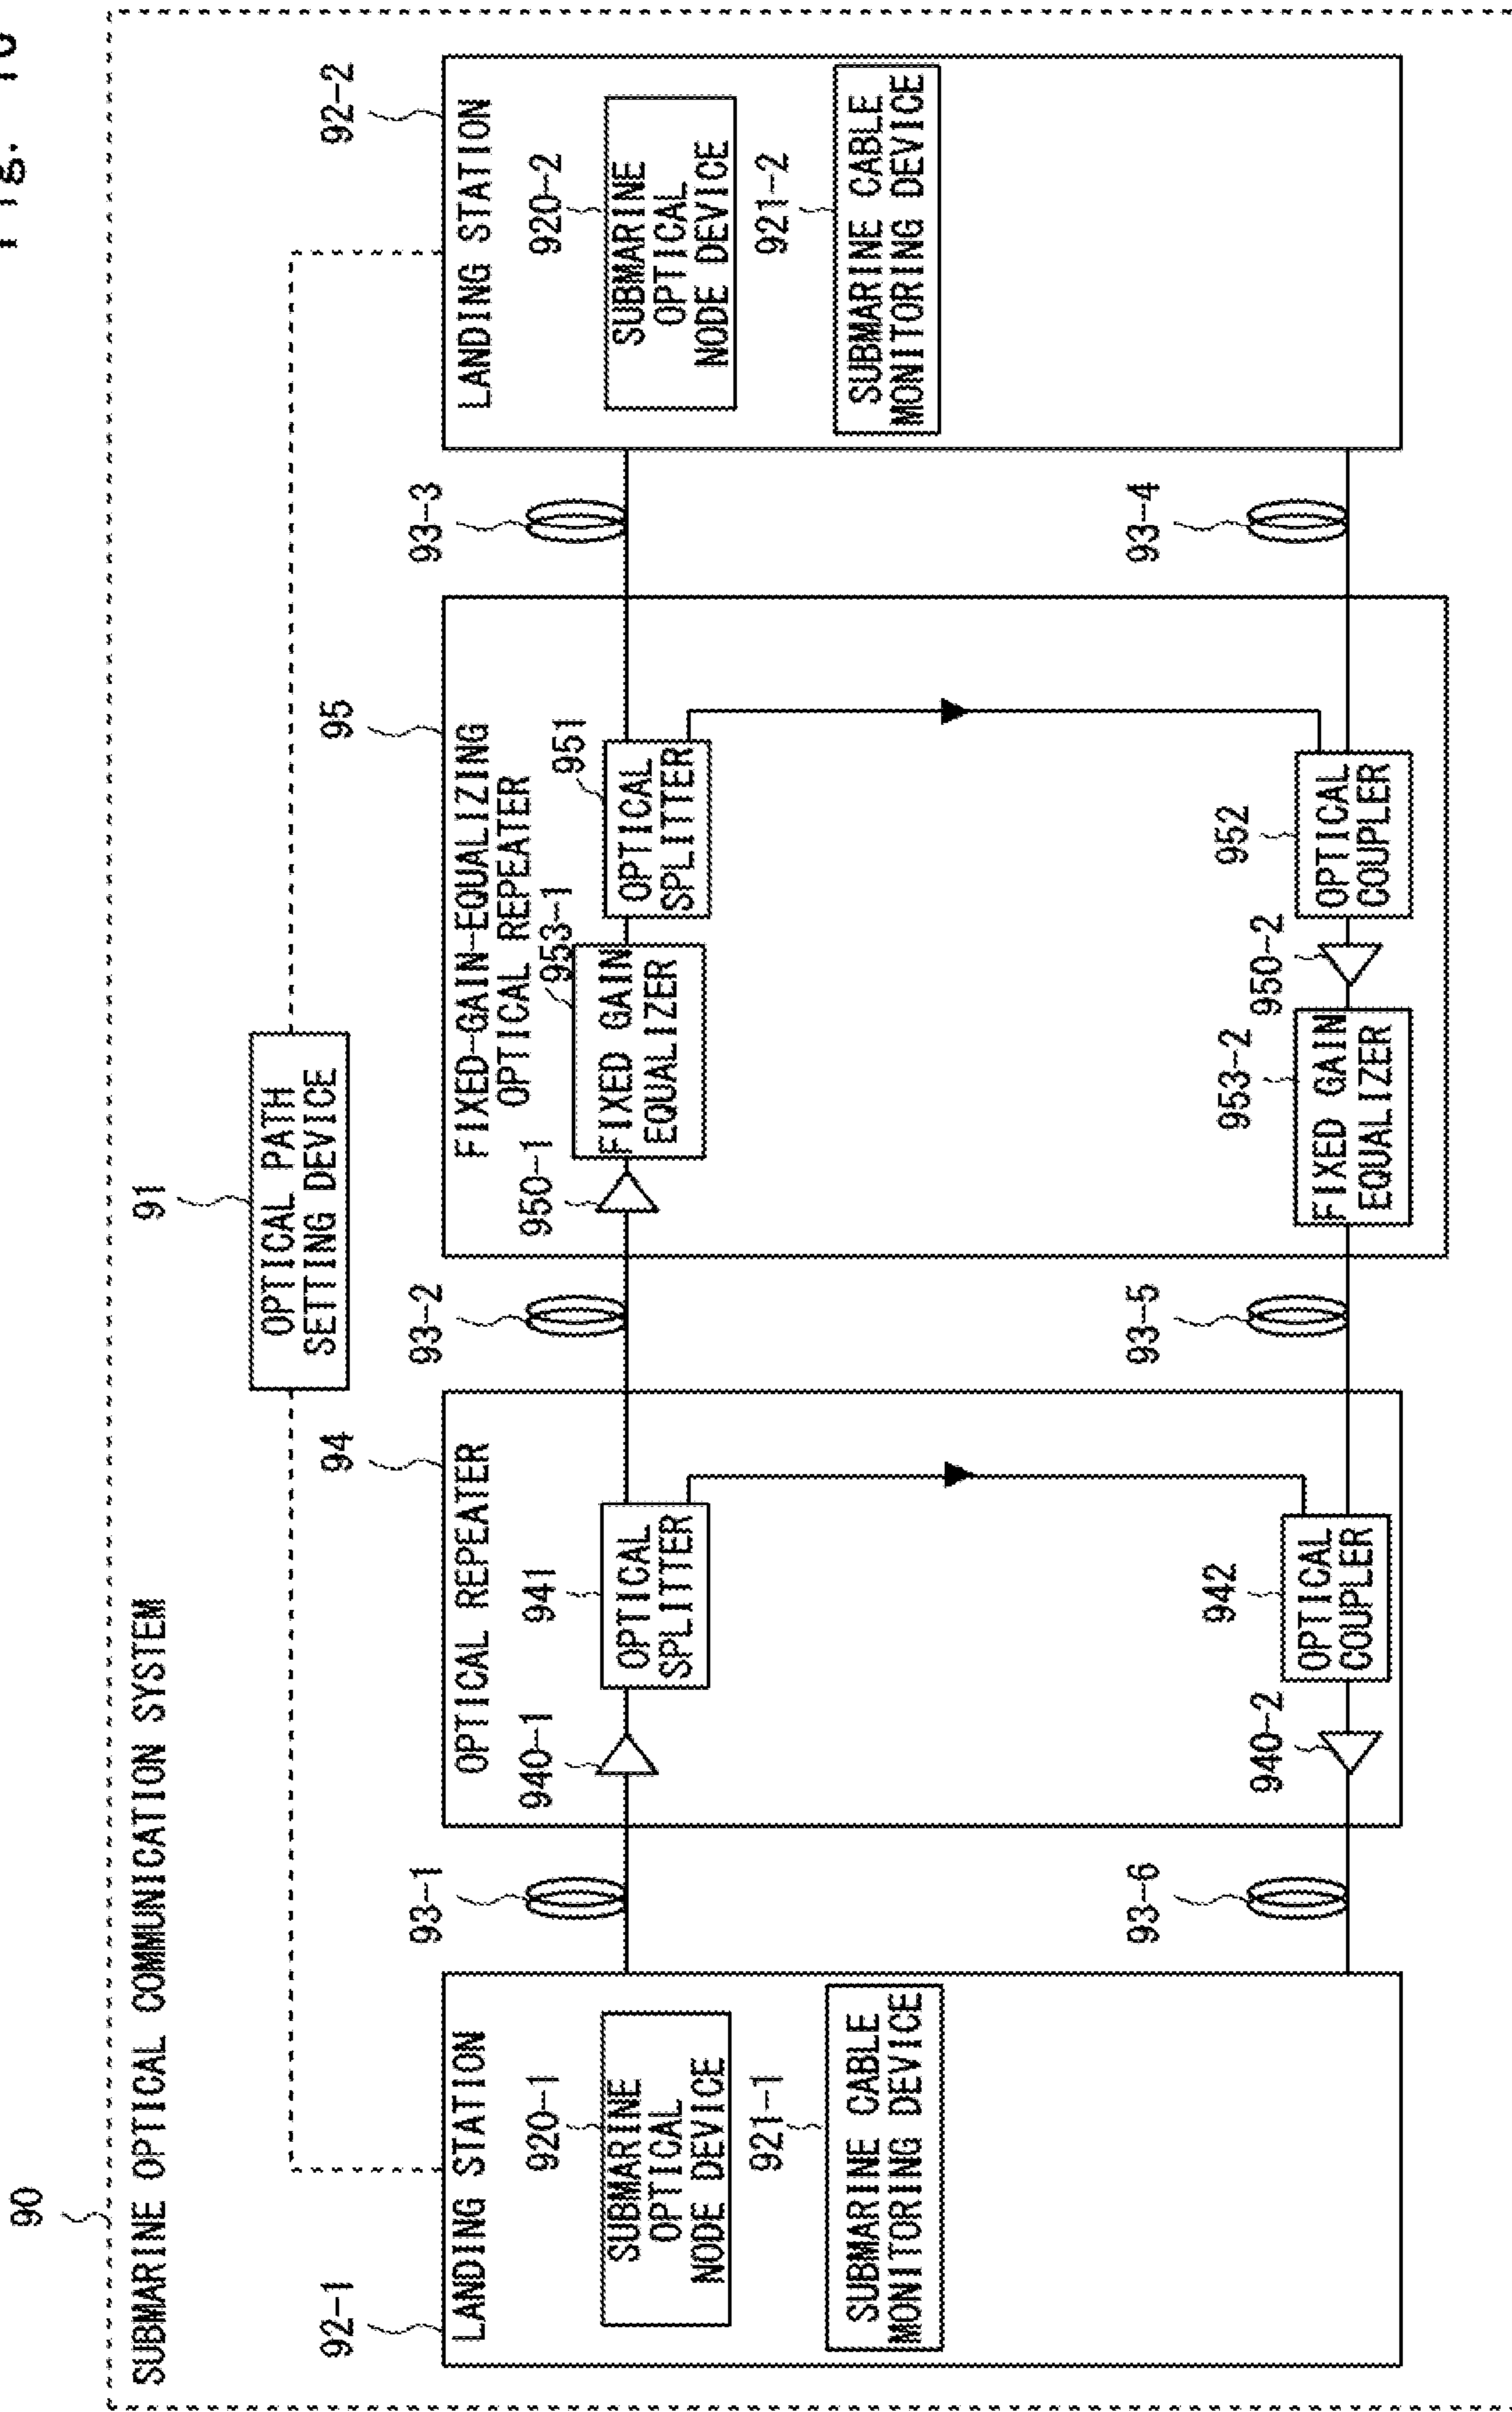 90
SUBMARINE OPTICAL COMMUNICATION SYSTEM
91
OPTICAL PATH
SETTING DEVICE
92-1
LANDING STATION
920-1
SUBMARINE
OPTICAL
NODE DEVICE
921-1
SUBMARINE CABLE
MONITORING DEVICE
93-1
93-6
94
OPTICAL REPEATER
940-1
941
OPTICAL
SPLITTER
940-2
942
OPTICAL
COUPLER
93-2
93-5
95
FIXED-GAIN-EQUALIZING
OPTICAL REPEATER
950-1
953-1
FIXED GAIN
EQUALIZER
951
OPTICAL
SPLITTER
953-2
FIXED GAIN
EQUALIZER
950-2
952
OPTICAL
COUPLER
93-3
93-4
92-2
LANDING STATION
920-2
SUBMARINE
OPTICAL
NODE DEVICE
921-2
SUBMARINE CABLE
MONITORING DEVICE